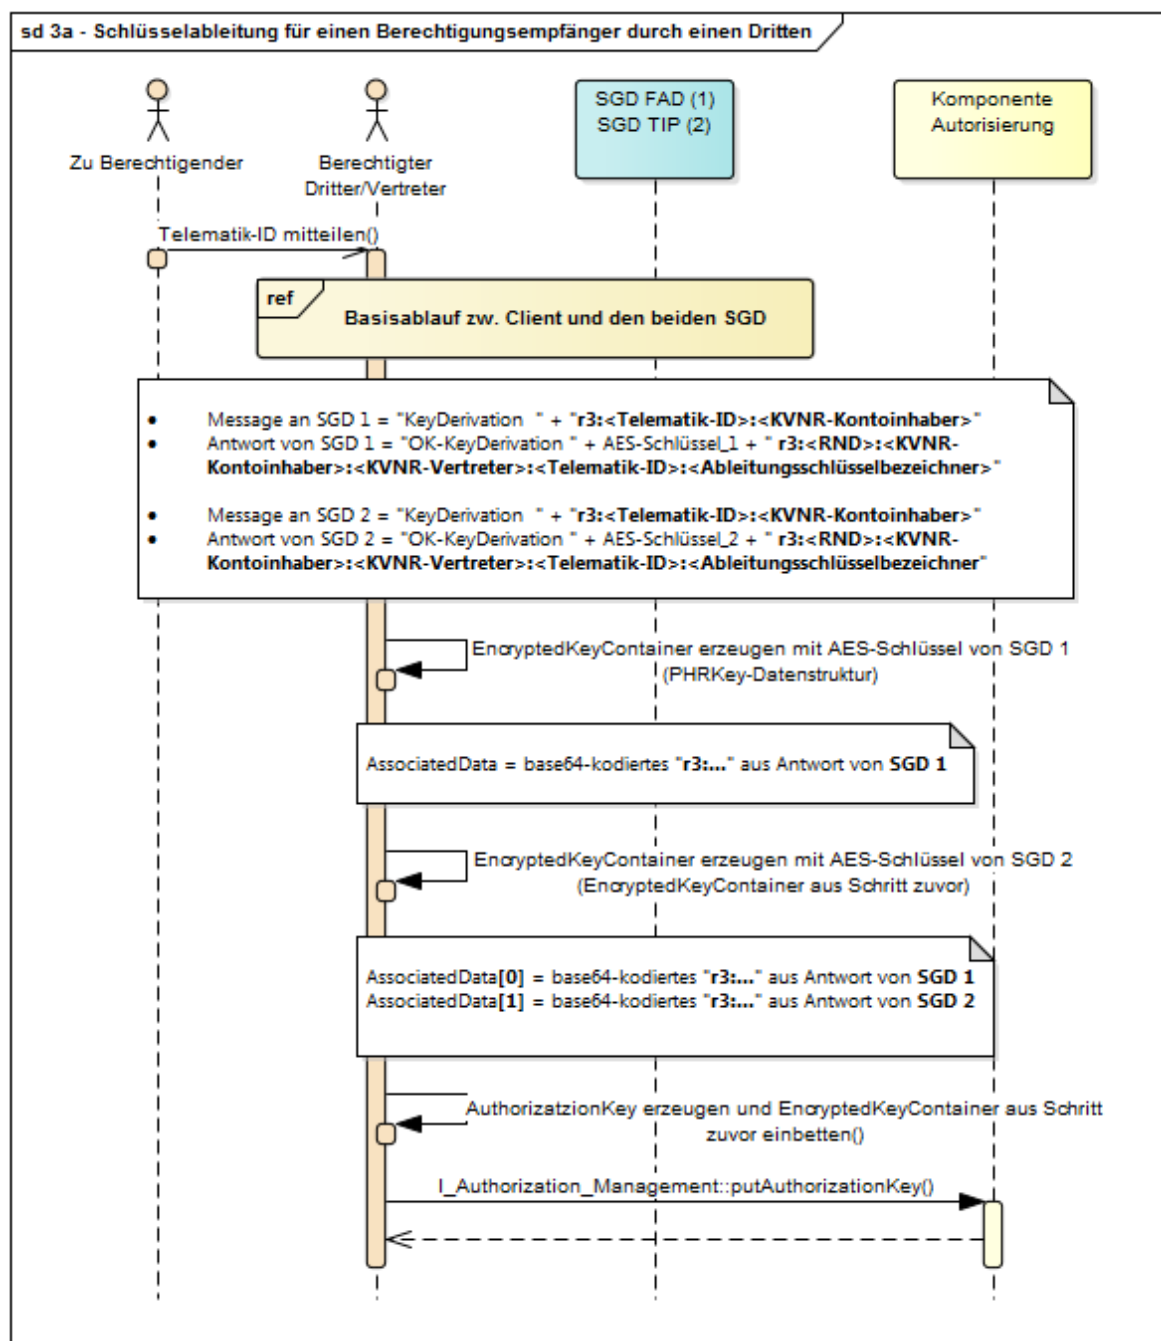 sd 3a - Schlüsselableitung für einen Berechtigungsempfänger durch einen Dritten
Zu Berechtigender
Berechtigter
Dritter/Vertreter
SGD FAD (1)
SGD TIP (2)
Komponente
Autorisierung
Telematik-ID mitteilen()
ref
Basisablauf zw. Client und den beiden SGD
• Message an SGD 1 = "KeyDerivation  " + "r3:<Telematik-ID>:<KVNR-Kontoinhaber>"
• Antwort von SGD 1 = "OK-KeyDerivation " + AES-Schlüssel_1 + " r3:<RND>:<KVNR-
Kontoinhaber>:<KVNR-Vertreter>:<Telematik-ID>:<Ableitungsschlüsselbezeichner>"
• Message an SGD 2 = "KeyDerivation  " + "r3:<Telematik-ID>:<KVNR-Kontoinhaber>"
• Antwort von SGD 2 = "OK-KeyDerivation " + AES-Schlüssel_2 + " r3:<RND>:<KVNR-
Kontoinhaber>:<KVNR-Vertreter>:<Telematik-ID>:<Ableitungsschlüsselbezeichner"
EncryptedKeyContainer erzeugen mit AES-Schlüssel von SGD 1
(PHRKey-Datenstruktur)
AssociatedData = base64-kodiertes "r3:..." aus Antwort von SGD 1
EncryptedKeyContainer erzeugen mit AES-Schlüssel von SGD 2
(EncryptedKeyContainer aus Schritt zuvor)
AssociatedData[0] = base64-kodiertes "r3:..." aus Antwort von SGD 1
AssociatedData[1] = base64-kodiertes "r3:..." aus Antwort von SGD 2
AuthorizatzionKey erzeugen und EncryptedKeyContainer aus Schritt
zuvor einbetten()
I_Authorization_Management::putAuthorizationKey()